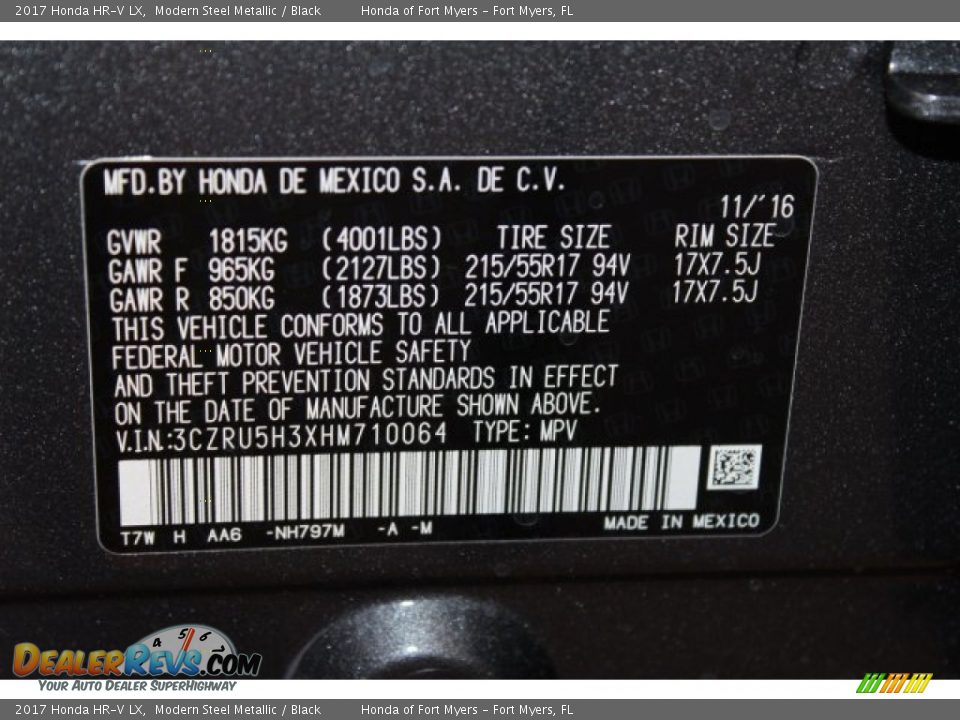 2017 Honda HR-V LX, Modern Steel Metallic / Black Honda of Fort Myers - Fort Myers, FL
MFD.BY HONDA DE MEXICO S.A. DE C.V.
11/'16
GVWR 1815KG (4001LBS) TIRE SIZE RIM SIZE
GAWR F 965KG (2127LBS) 215/55R17 94V 17X7.5J
GAWR R 850KG (1873LBS) 215/55R17 94V 17X7.5J
THIS VEHICLE CONFORMS TO ALL APPLICABLE
FEDERAL MOTOR VEHICLE SAFETY
AND THEFT PREVENTION STANDARDS IN EFFECT
ON THE DATE OF MANUFACTURE SHOWN ABOVE.
V.I.N.:3CZRU5H3XHM710064 TYPE: MPV
T7W H AA6 -NH797M -A -M MADE IN MEXICO
4 5 6
DealerRevs.com
Your Auto Dealer SuperHighway
2017 Honda HR-V LX, Modern Steel Metallic / Black Honda of Fort Myers - Fort Myers, FL